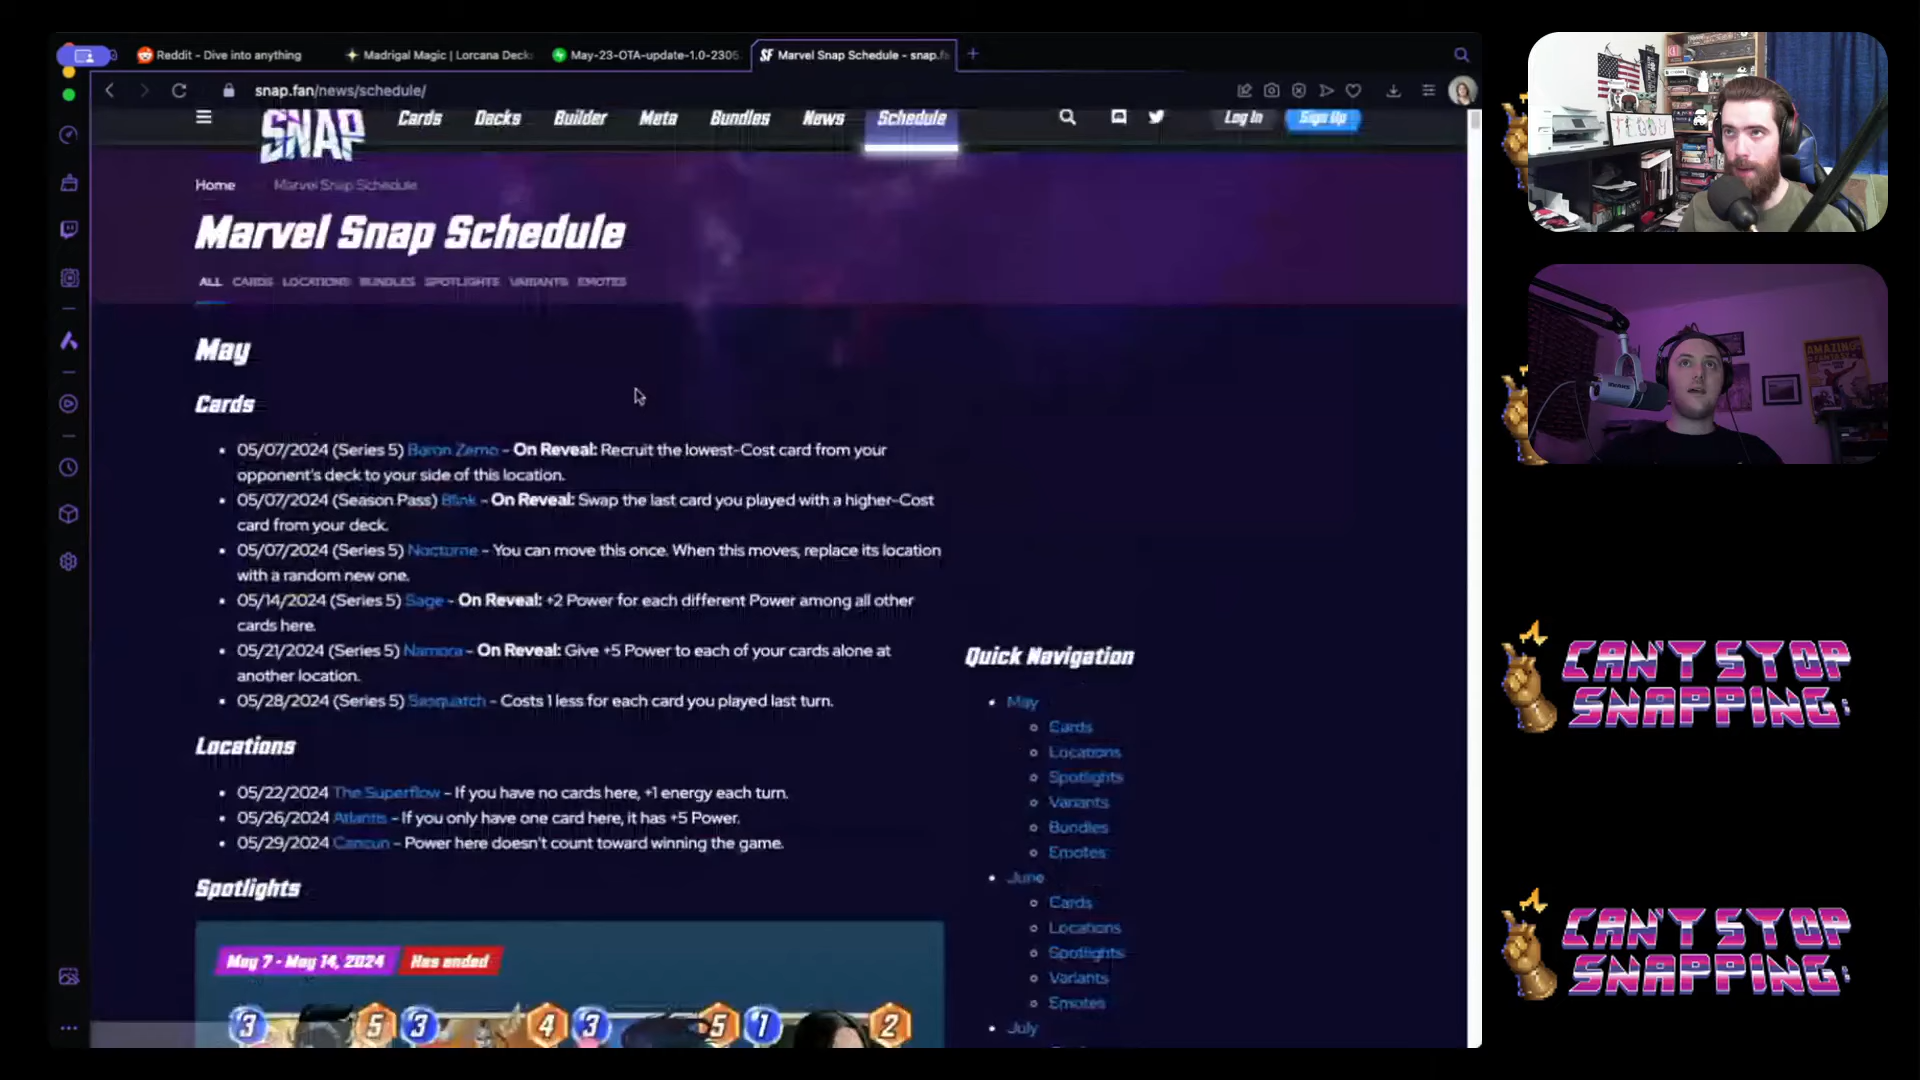 Reddit - Dive into anything
Madrigal Magic | Lorcana Decks
May-23-OTA-update-1.0-2305
SF Marvel Snap Schedule - snap.fa
snap.fan/news/schedule/
SNAP
Cards Decks Builder Meta Bundles News Schedule
Log In Sign Up
Home Marvel Snap Schedule
Marvel Snap Schedule
ALL CARDS LOCATIONS BUNDLES SPOTLIGHTS VARIANTS EMOTES
May
Cards
05/07/2024 (Series 5) Baron Zemo - On Reveal: Recruit the lowest-Cost card from your
opponent's deck to your side of this location.
05/07/2024 (Season Pass) Blink - On Reveal: Swap the last card you played with a higher-Cost
card from your deck.
05/07/2024 (Series 5) Nocturne - You can move this once. When this moves, replace its location
with a random new one.
05/14/2024 (Series 5) Sage - On Reveal: +2 Power for each different Power among all other
cards here.
05/21/2024 (Series 5) Namora - On Reveal: Give +5 Power to each of your cards alone at
another location.
05/28/2024 (Series 5) Sasquatch - Costs 1 less for each card you played last turn.
Locations
05/22/2024 The Superflow - If you have no cards here, +1 energy each turn.
05/26/2024 Atlantis - If you only have one card here, it has +5 Power.
05/29/2024 Cancun - Power here doesn't count toward winning the game.
Spotlights
May 7 - May 14, 2024 Has ended
3 5 3 4 3 5 1 2
Quick Navigation
May
Cards
Locations
Spotlights
Variants
Bundles
Emotes
June
Cards
Locations
Spotlights
Variants
Emotes
July
AMAZING
CAN'T STOP
SNAPPING:
CAN'T STOP
SNAPPING: